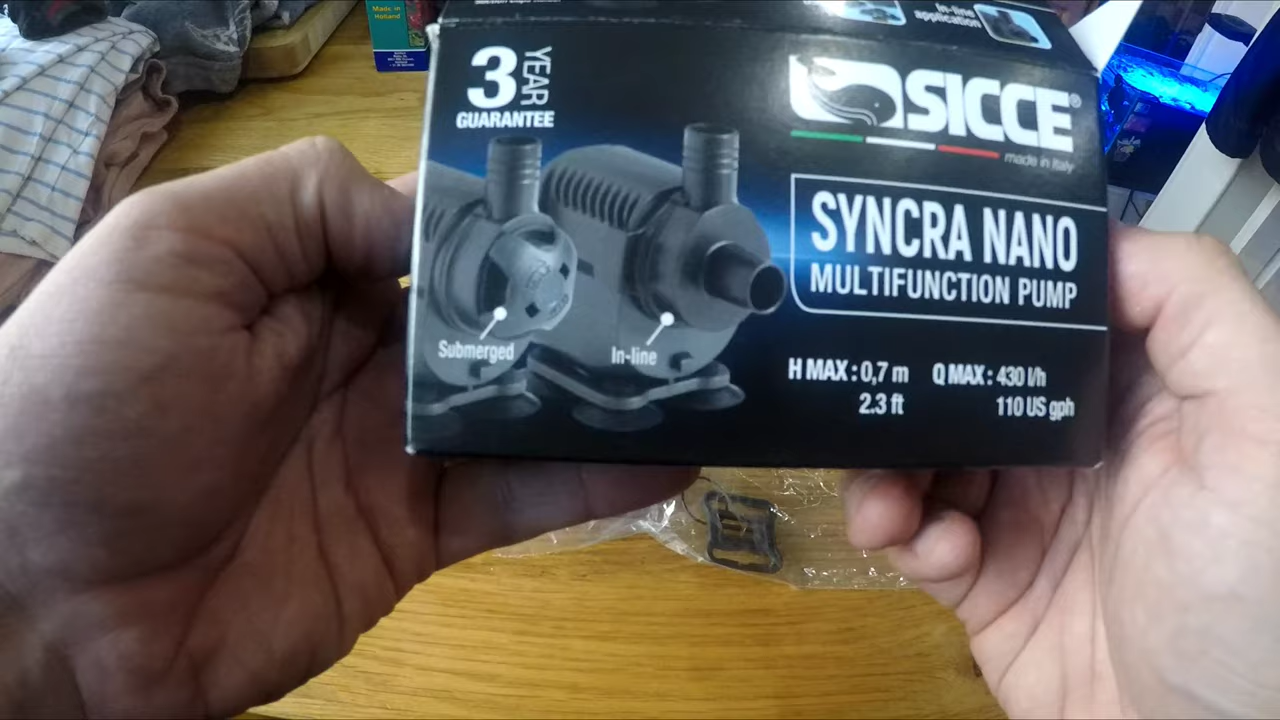 Made in
Holland
In-line
application
3 YEAR
GUARANTEE
SICCE®
made in Italy
SYNCRA NANO
MULTIFUNCTION PUMP
Submerged
In-line
H MAX : 0,7 m
2.3 ft
Q MAX : 430 l/h
110 US gph